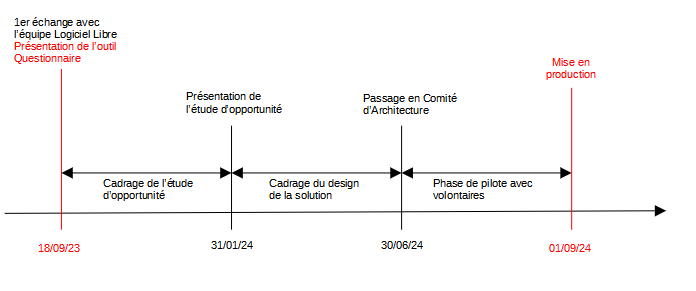 1er échange avec
l'équipe Logiciel Libre
Présentation de l'outil
Questionnaire
Mise en
production
Présentation de
l'étude d'opportunité
Passage en Comité
d'Architecture
Cadrage de l'étude
d'opportunité
Cadrage du design
de la solution
Phase de pilote avec
volontaires
18/09/23
31/01/24
30/06/24
01/09/24